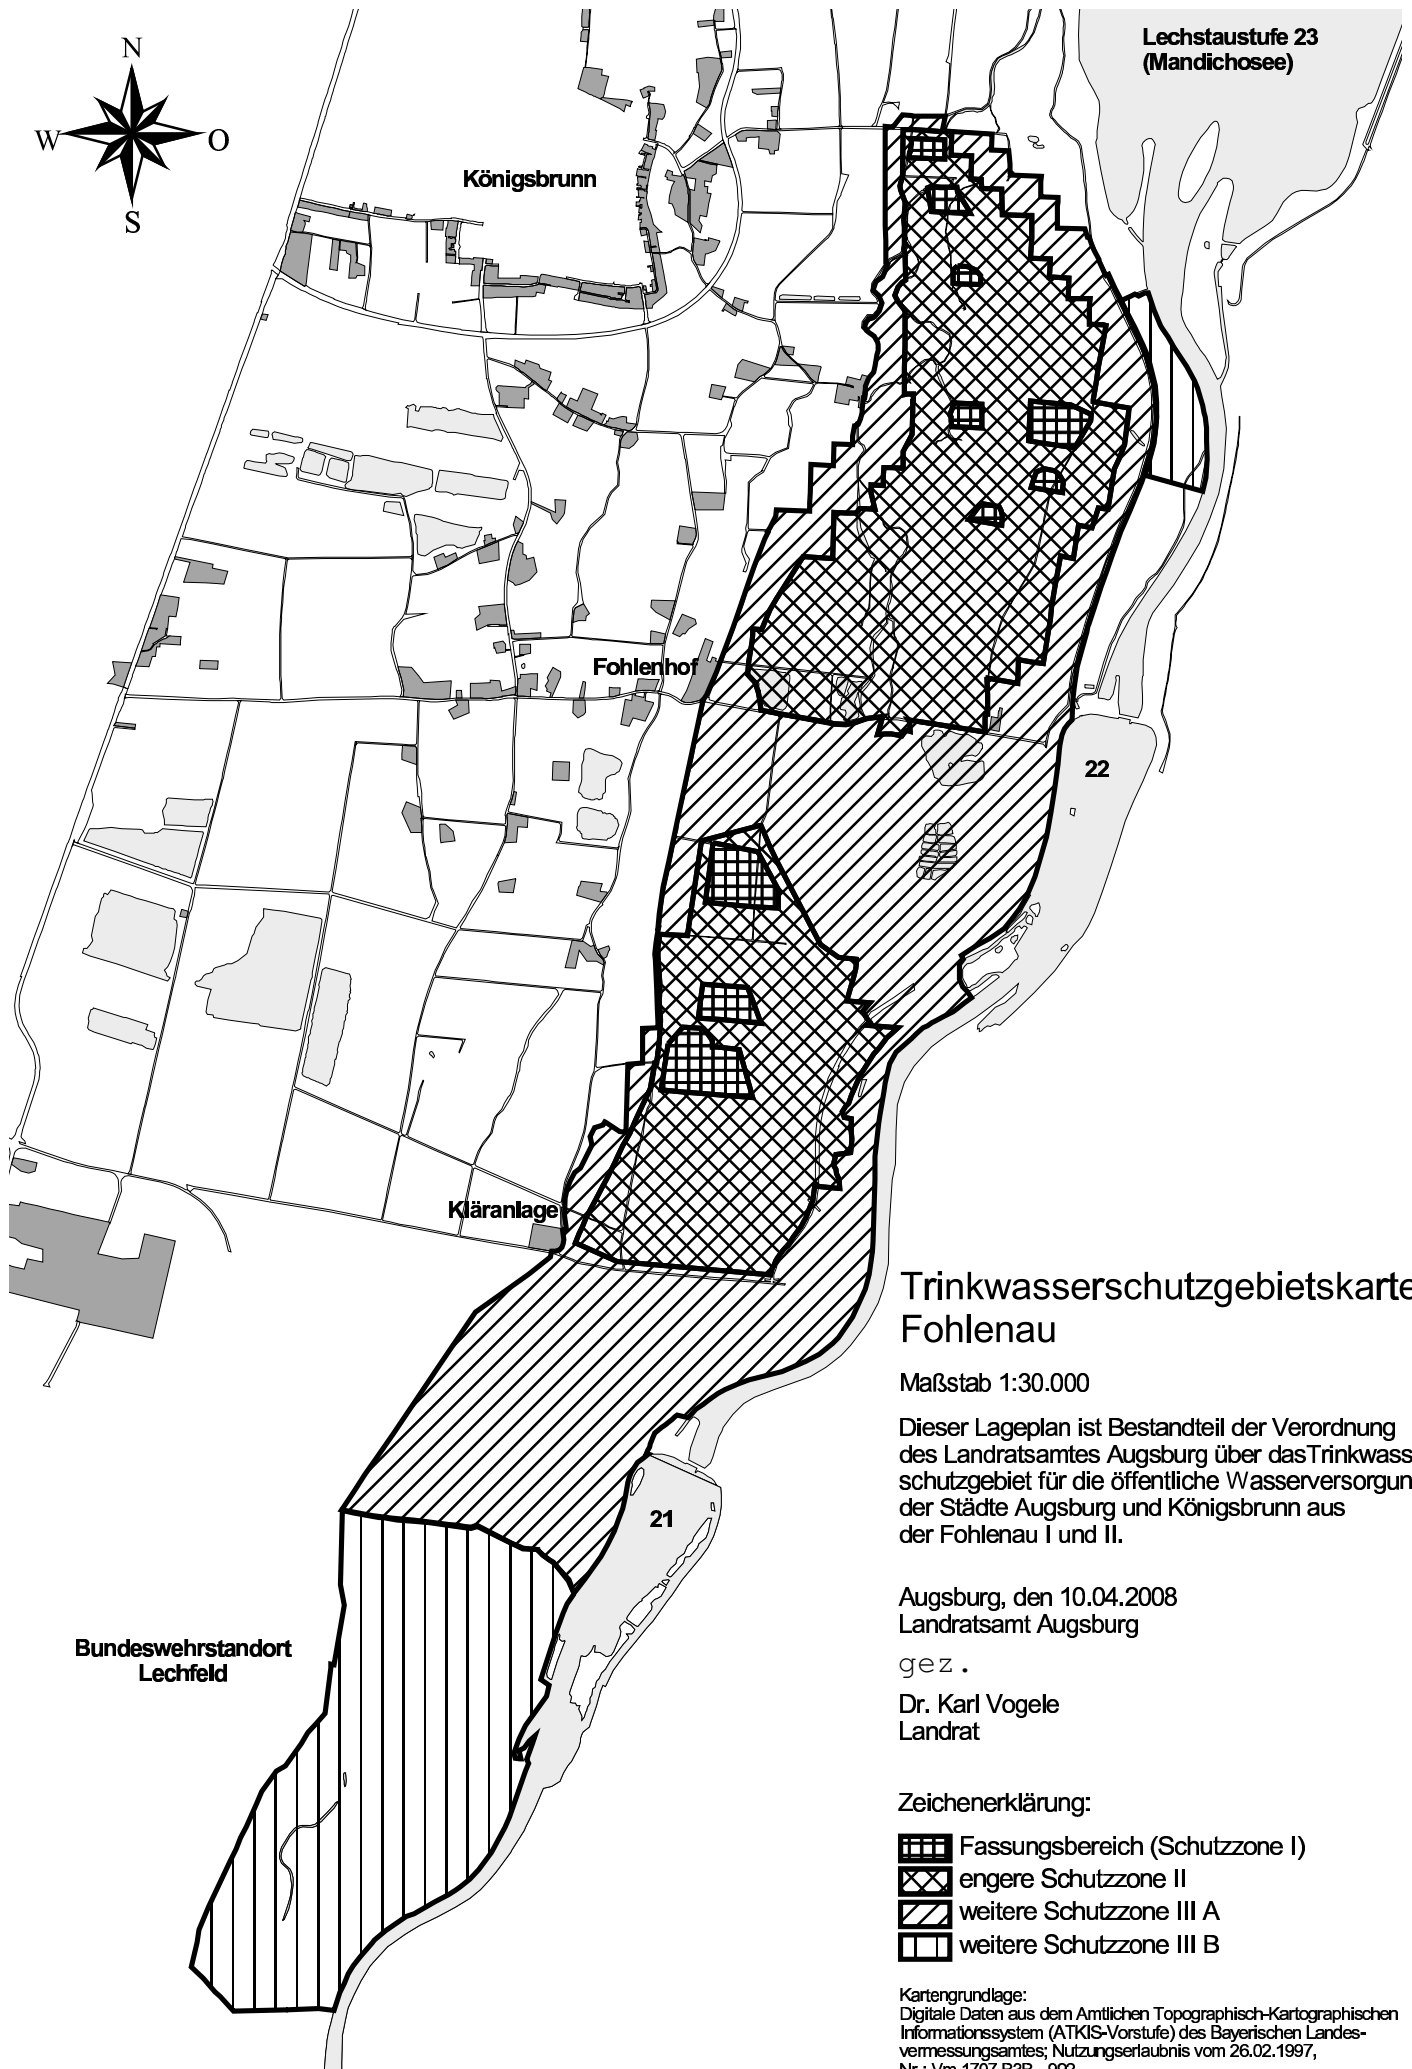 Lechstaustufe 23
(Mandichosee)
N
W
O
S
Königsbrunn
Fohlenhof
22
Kläranlage
Trinkwasserschutzgebietskarte
Fohlenau
Maßstab 1:30.000
Dieser Lageplan ist Bestandteil der Verordnung
des Landratsamtes Augsburg über dasTrinkwass
schutzgebiet für die öffentliche Wasserversorgun
der Städte Augsburg und Königsbrunn aus
der Fohlenau I und II.
21
Augsburg, den 10.04.2008
Landratsamt Augsburg
gez.
Dr. Karl Vogele
Landrat
Bundeswehrstandort
Lechfeld
Zeichenerklärung:
Fassungsbereich (Schutzzone I)
engere Schutzzone II
weitere Schutzzone III A
weitere Schutzzone III B
Kartengrundlage:
Digitale Daten aus dem Amtlichen Topographisch-Kartographischen
Informationssystem (ATKIS-Vorstufe) des Bayerischen Landes-
vermessungsamtes; Nutzungserlaubnis vom 26.02.1997,
Nr.: Vm 1707 B3B